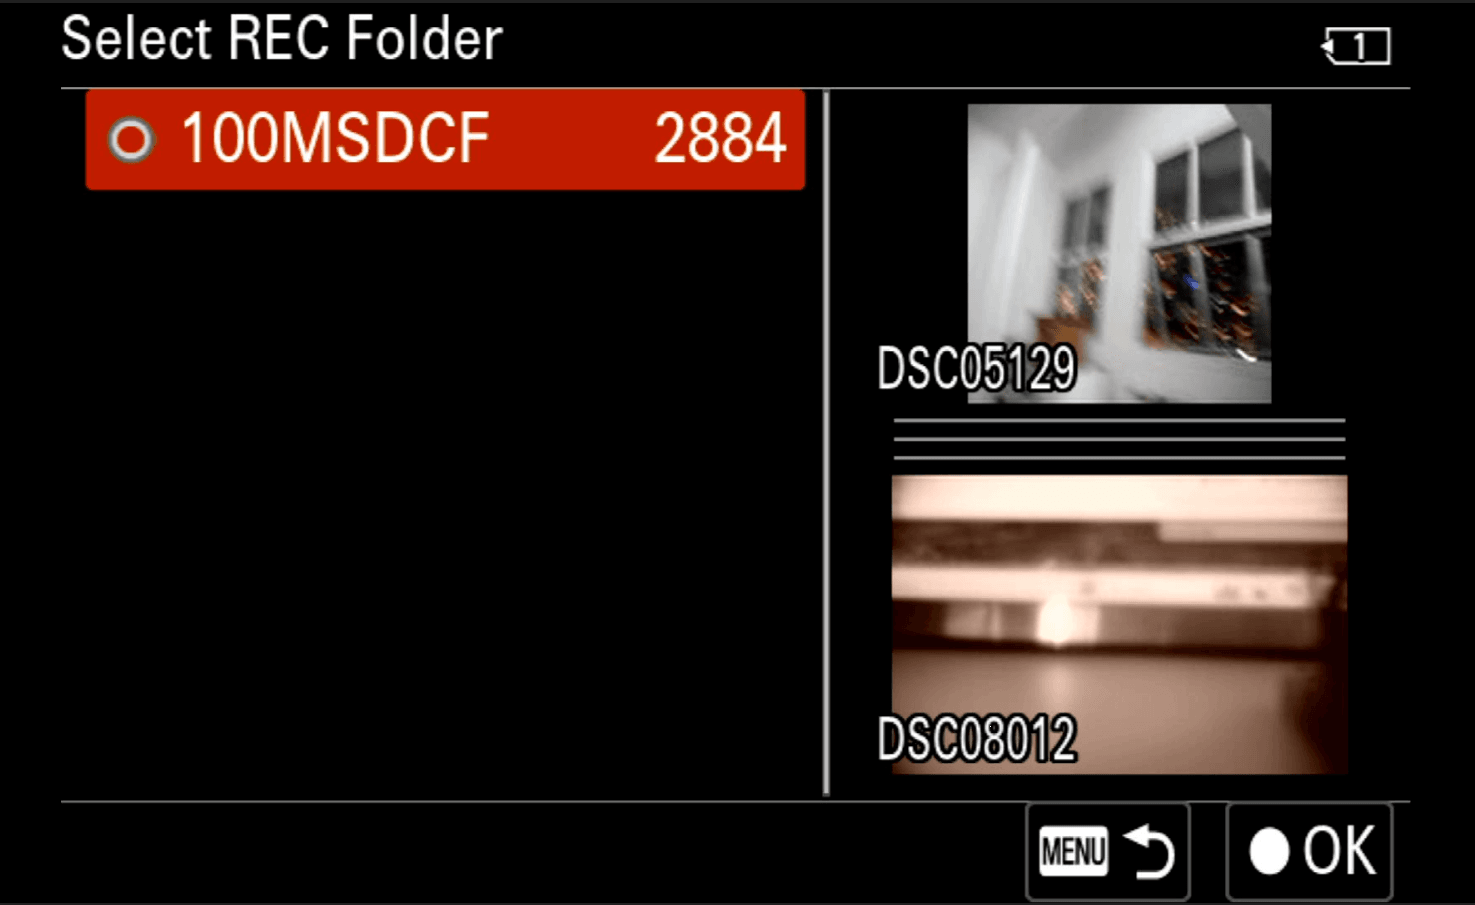 Select REC Folder
1
100MSDCF 2884
DSC05129
DSC08012
MENU OK